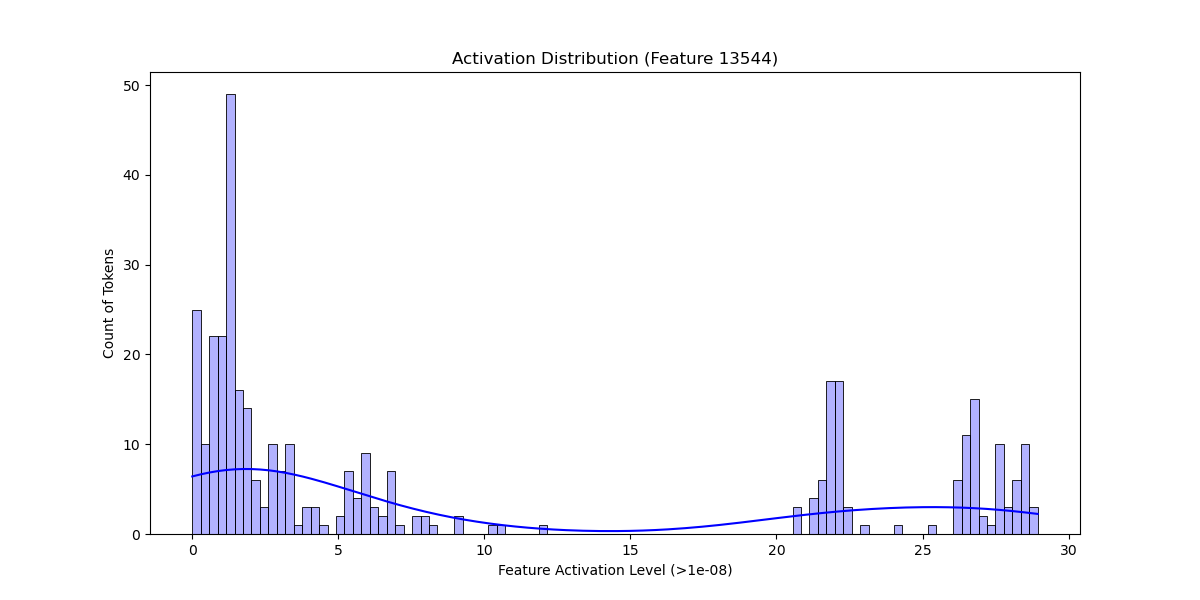 Activation Distribution (Feature 13544)
50
40
30
20
10
0
Count of Tokens
0 5 10 15 20 25 30
Feature Activation Level (>1e-08)